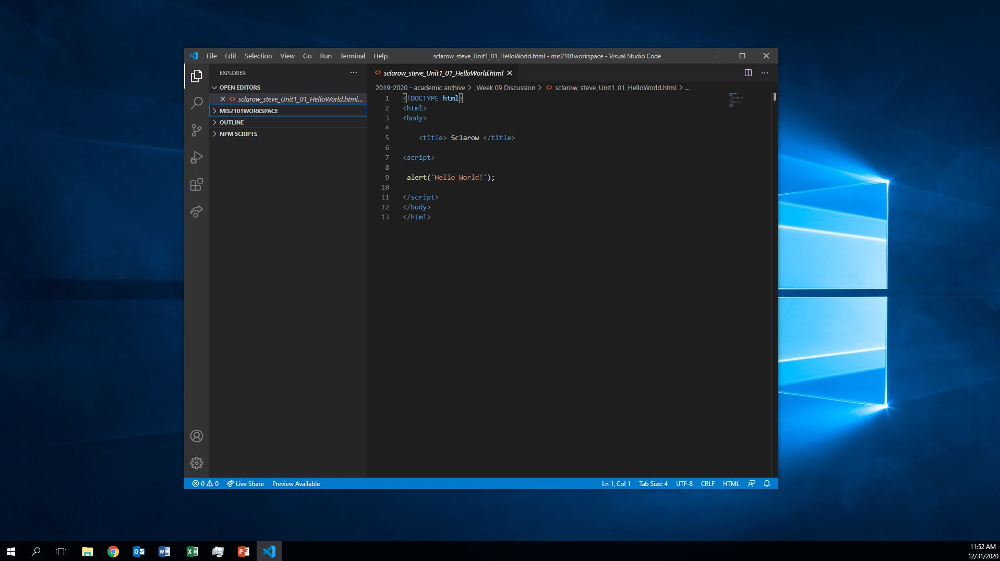 File Edit Selection View Go Run Terminal Help sclarow_steve_Unit1_01_HelloWorld.html - mis2101workspace - Visual Studio Code
EXPLORER
OPEN EDITORS
sclarow_steve_Unit1_01_HelloWorld.html...
MIS2101WORKSPACE
OUTLINE
NPM SCRIPTS
sclarow_steve_Unit1_01_HelloWorld.html
2019-2020 - academic archive > _Week 09 Discussion > sclarow_steve_Unit1_01_HelloWorld.html > ...
1 <!DOCTYPE html>
2 <html>
3 <body>
4
5 <title> Sclarow </title>
6
7 <script>
8
9 alert('Hello World!');
10
11 </script>
12 </body>
13 </html>
0 0 Live Share Preview Available Ln 1, Col 1 Tab Size: 4 UTF-8 CRLF HTML
11:52 AM
12/31/2020